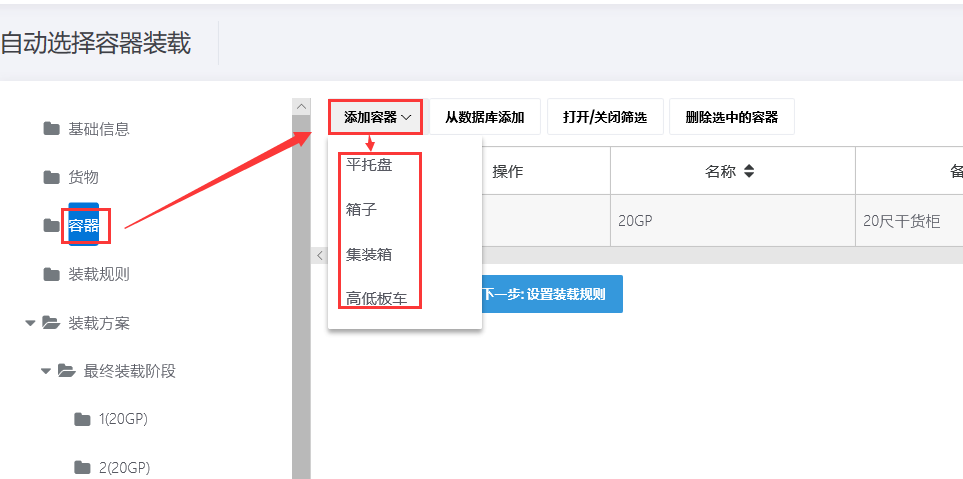 自动选择容器装载
基础信息
货物
容器
装载规则
装载方案
最终装载阶段
1(20GP)
2(20GP)
添加容器 从数据库添加 打开/关闭筛选 删除选中的容器
平托盘
箱子
集装箱
高低板车
操作 名称 备
20GP 20尺干货柜
下一步: 设置装载规则